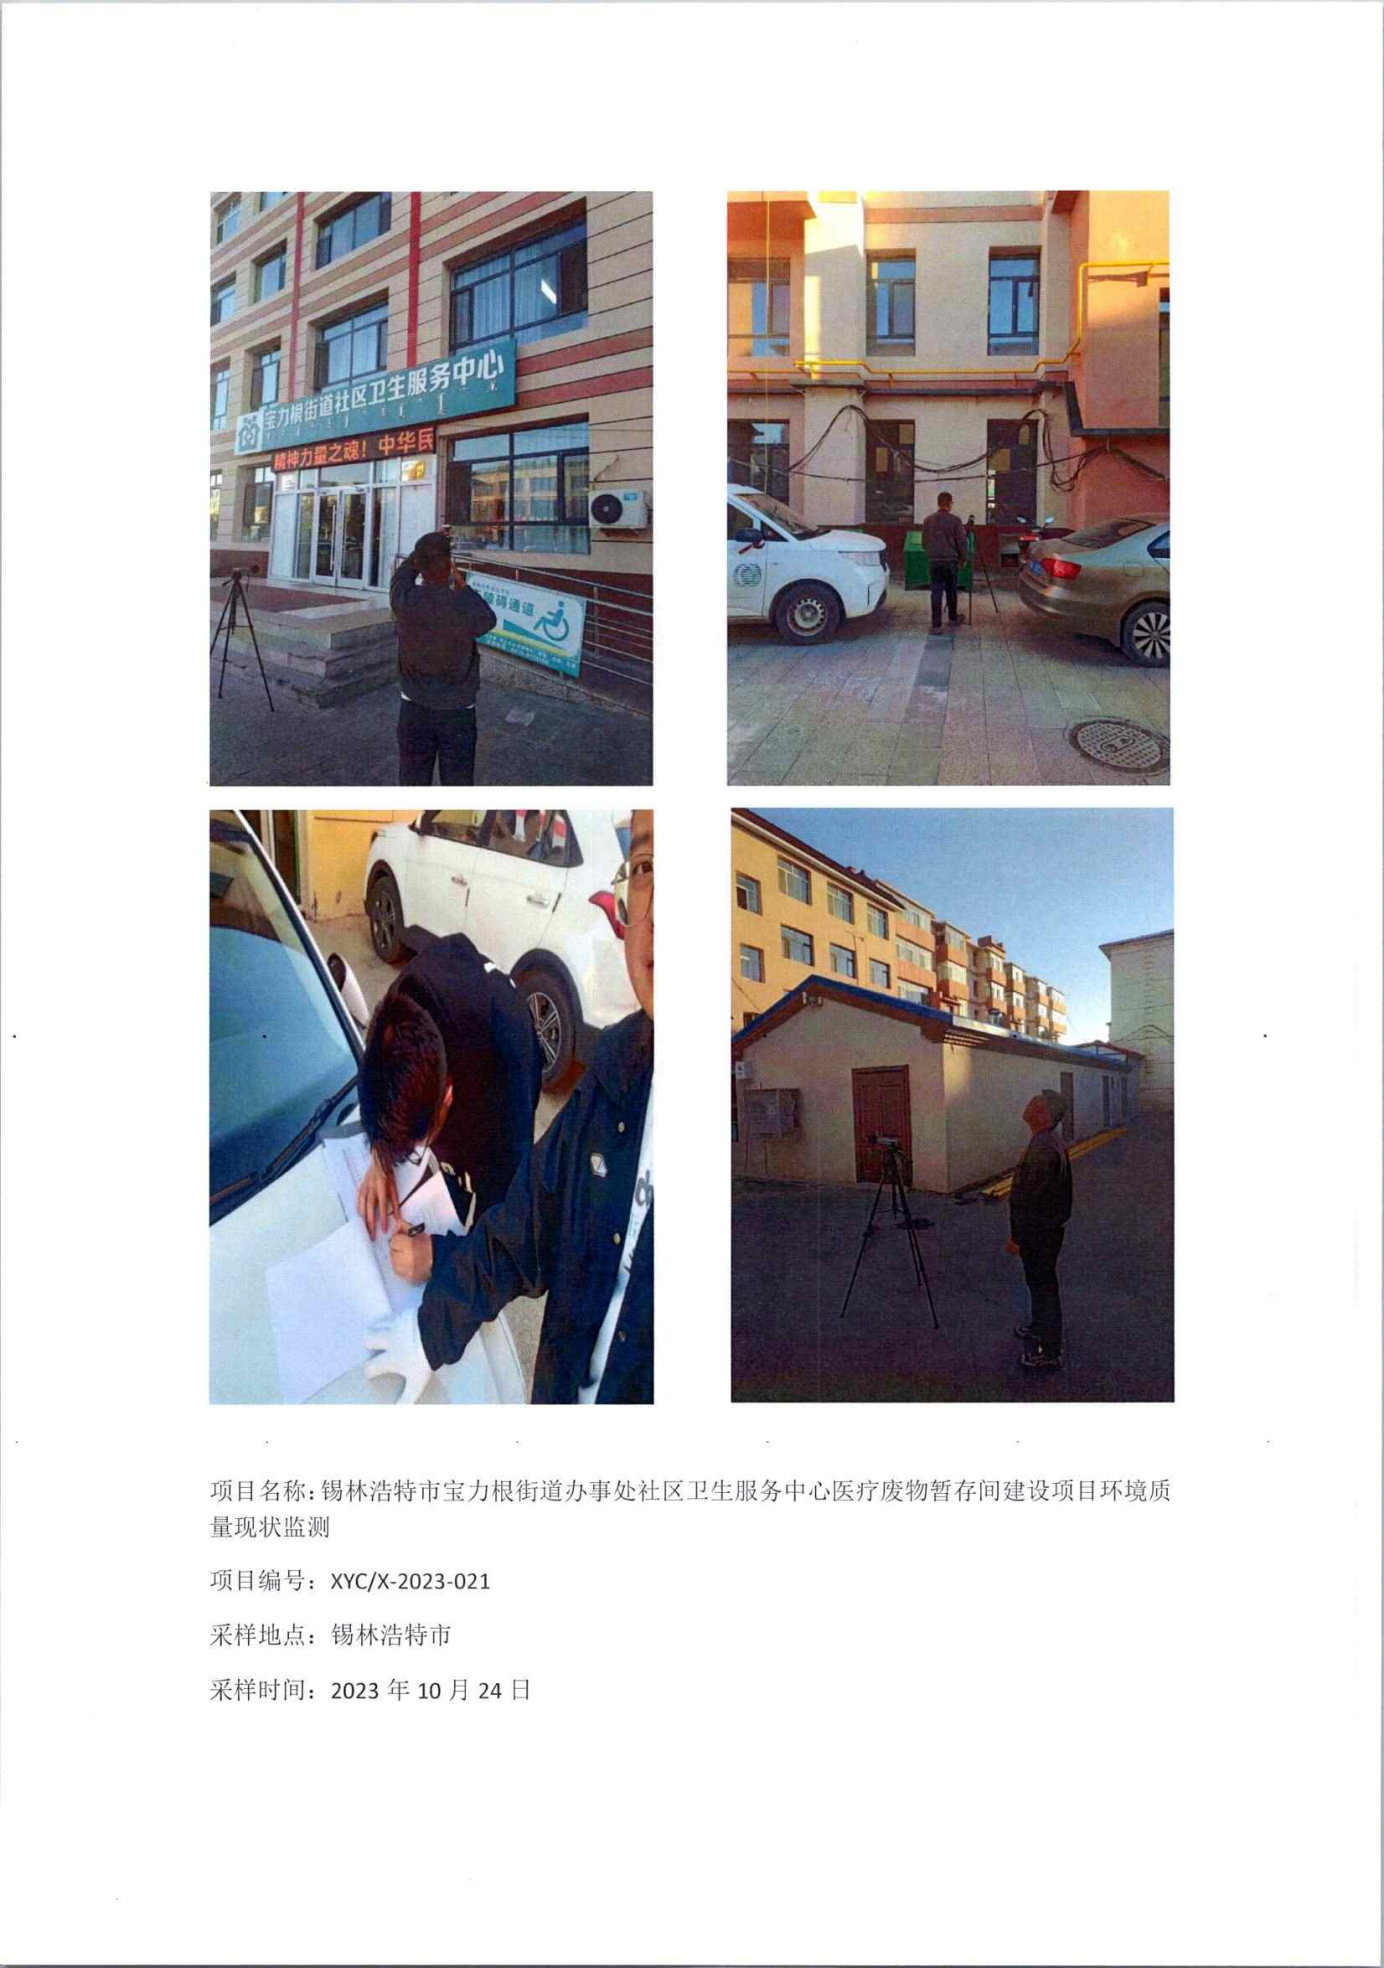 宝力根街道社区卫生服务中心
精神力量之魂！中华民
障碍通道
项目名称：锡林浩特市宝力根街道办事处社区卫生服务中心医疗废物暂存间建设项目环境质
量现状监测
项目编号：XYC/X-2023-021
采样地点：锡林浩特市
采样时间：2023 年 10 月 24 日